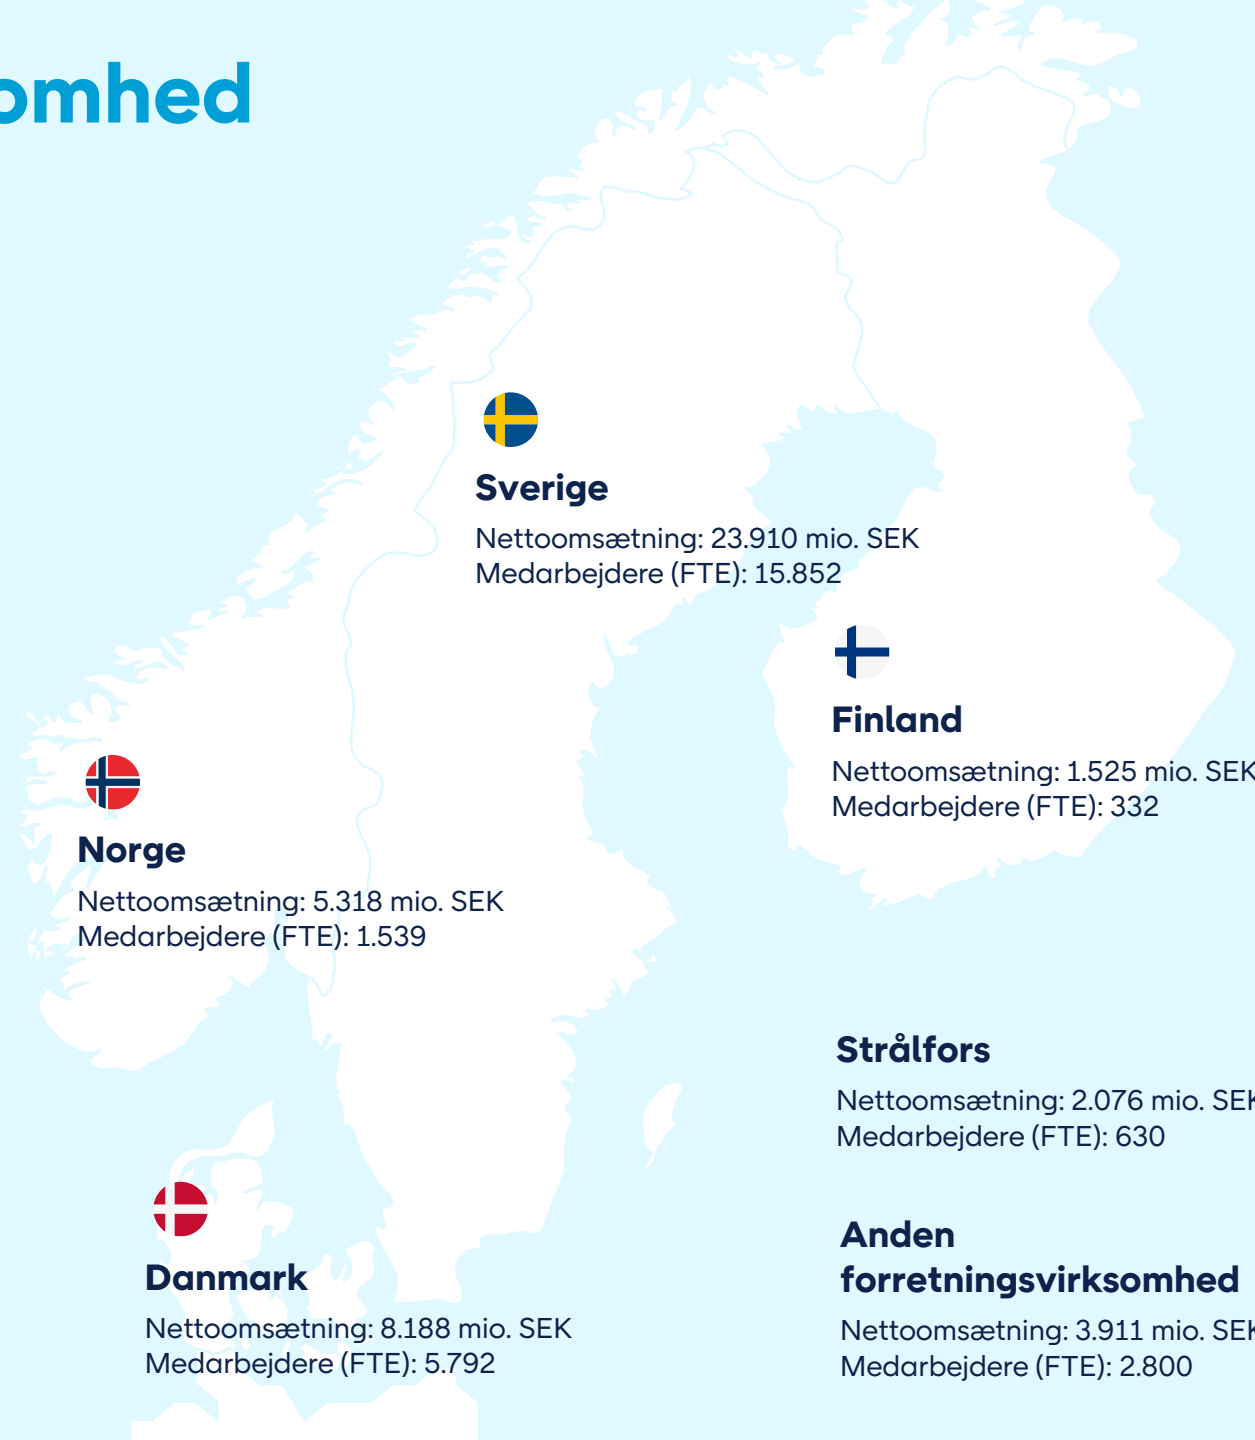 omhed
Sverige
Nettoomsætning: 23.910 mio. SEK
Medarbejdere (FTE): 15.852
Finland
Nettoomsætning: 1.525 mio. SEK
Medarbejdere (FTE): 332
Norge
Nettoomsætning: 5.318 mio. SEK
Medarbejdere (FTE): 1.539
Strålfors
Nettoomsætning: 2.076 mio. SEK
Medarbejdere (FTE): 630
Anden
forretningsvirksomhed
Nettoomsætning: 3.911 mio. SEK
Medarbejdere (FTE): 2.800
Danmark
Nettoomsætning: 8.188 mio. SEK
Medarbejdere (FTE): 5.792